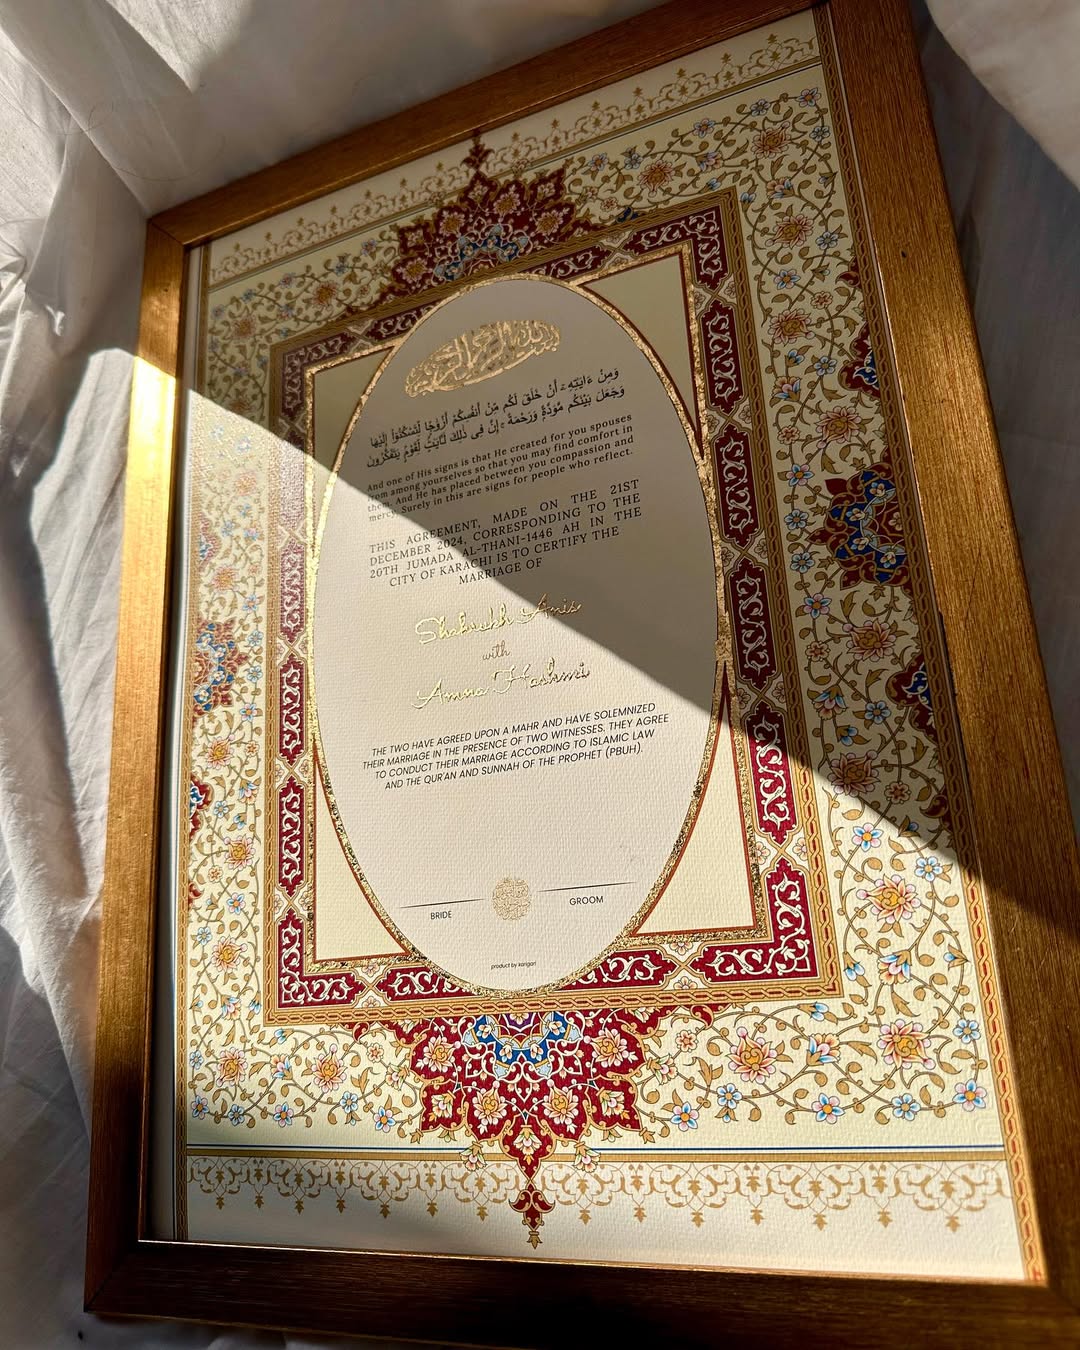 بسم الله الرحمن الرحيم
وَمِنْ ءَايَٰتِهِۦٓ أَنْ خَلَقَ لَكُم مِّنْ أَنفُسِكُمْ أَزْوَٰجًا لِّتَسْكُنُوٓا۟ إِلَيْهَا
وَجَعَلَ بَيْنَكُم مَّوَدَّةً وَرَحْمَةً ۚ إِنَّ فِى ذَٰلِكَ لَءَايَٰتٍ لِّقَوْمٍ يَتَفَكَّرُونَ
And one of His signs is that He created for you spouses
from among yourselves so that you may find comfort in
them. And He has placed between you compassion and
mercy. Surely in this are signs for people who reflect.
THIS AGREEMENT, MADE ON THE 21ST
DECEMBER 2024, CORRESPONDING TO THE
20TH JUMADA AL-THANI-1446 AH IN THE
CITY OF KARACHI IS TO CERTIFY THE
MARRIAGE OF
Shahrukh Anis
with
Amna Hashmi
THE TWO HAVE AGREED UPON A MAHR AND HAVE SOLEMNIZED
THEIR MARRIAGE IN THE PRESENCE OF TWO WITNESSES. THEY AGREE
TO CONDUCT THEIR MARRIAGE ACCORDING TO ISLAMIC LAW
AND THE QUR'AN AND SUNNAH OF THE PROPHET (PBUH).
BRIDE
GROOM
product by karigari